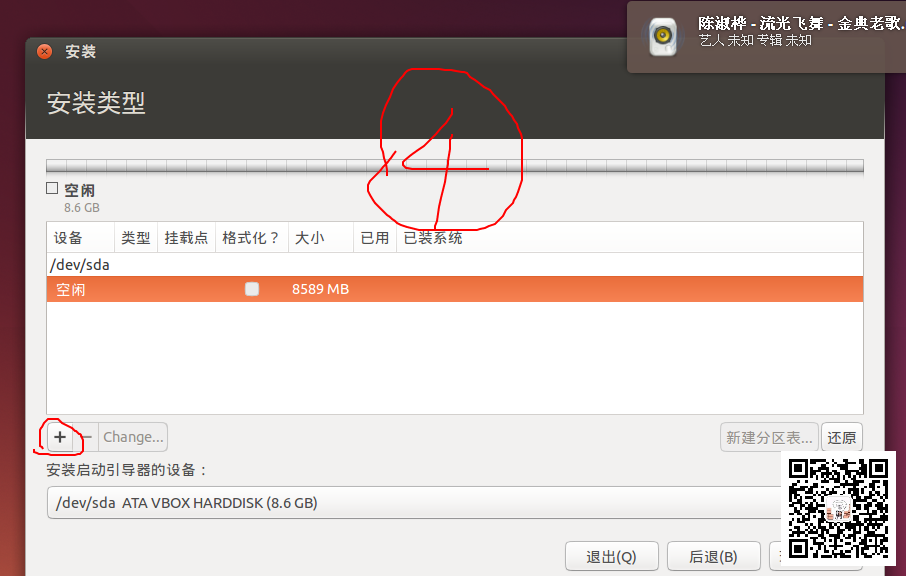 陈淑桦 - 流光飞舞 - 金典老歌.
艺人 未知 专辑 未知
安装
安装类型
4
空闲
8.6 GB
设备 类型 挂载点 格式化？ 大小 已用 已装系统
/dev/sda
空闲 8589 MB
+ − Change... 新建分区表... 还原
安装启动引导器的设备：
/dev/sda ATA VBOX HARDDISK (8.6 GB)
退出(Q) 后退(B)